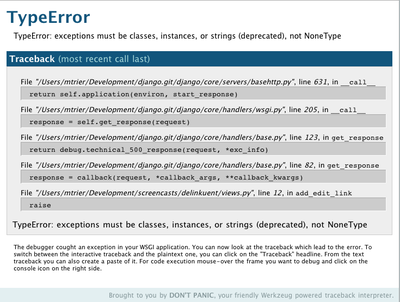 TypeError
TypeError: exceptions must be classes, instances, or strings (deprecated), not NoneType
Traceback (most recent call last)
File "/Users/mtrier/Development/django.git/django/core/servers/basehttp.py", line 631, in __call__
return self.application(environ, start_response)
File "/Users/mtrier/Development/django.git/django/core/handlers/wsgi.py", line 205, in __call__
response = self.get_response(request)
File "/Users/mtrier/Development/django.git/django/core/handlers/base.py", line 123, in get_response
return debug.technical_500_response(request, *exc_info)
File "/Users/mtrier/Development/django.git/django/core/handlers/base.py", line 82, in get_response
response = callback(request, *callback_args, **callback_kwargs)
File "/Users/mtrier/Development/screencasts/delinkuent/views.py", line 12, in add_edit_link
raise
TypeError: exceptions must be classes, instances, or strings (deprecated), not NoneType
The debugger cought an exception in your WSGI application. You can now look at the traceback which led to the error. To
switch between the interactive traceback and the plaintext one, you can click on the "Traceback" headline. From the text
traceback you can also create a paste of it. For code execution mouse-over the frame you want to debug and click on the
console icon on the right side.
Brought to you by DON'T PANIC, your friendly Werkzeug powered traceback interpreter.